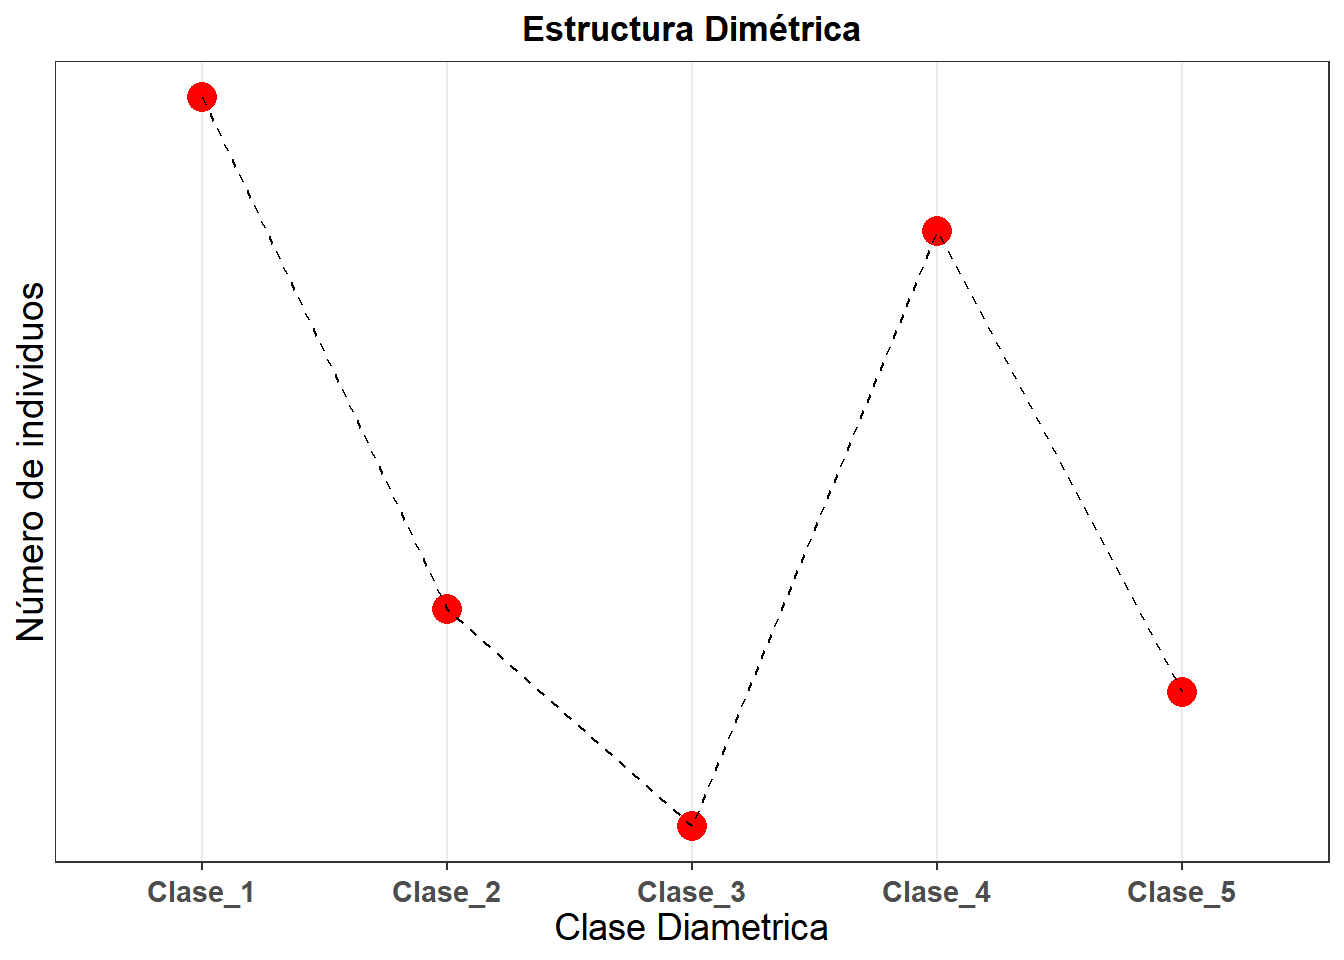 Estructura Dimétrica
Número de individuos
Clase_1
Clase_2
Clase_3
Clase_4
Clase_5
Clase Diametrica